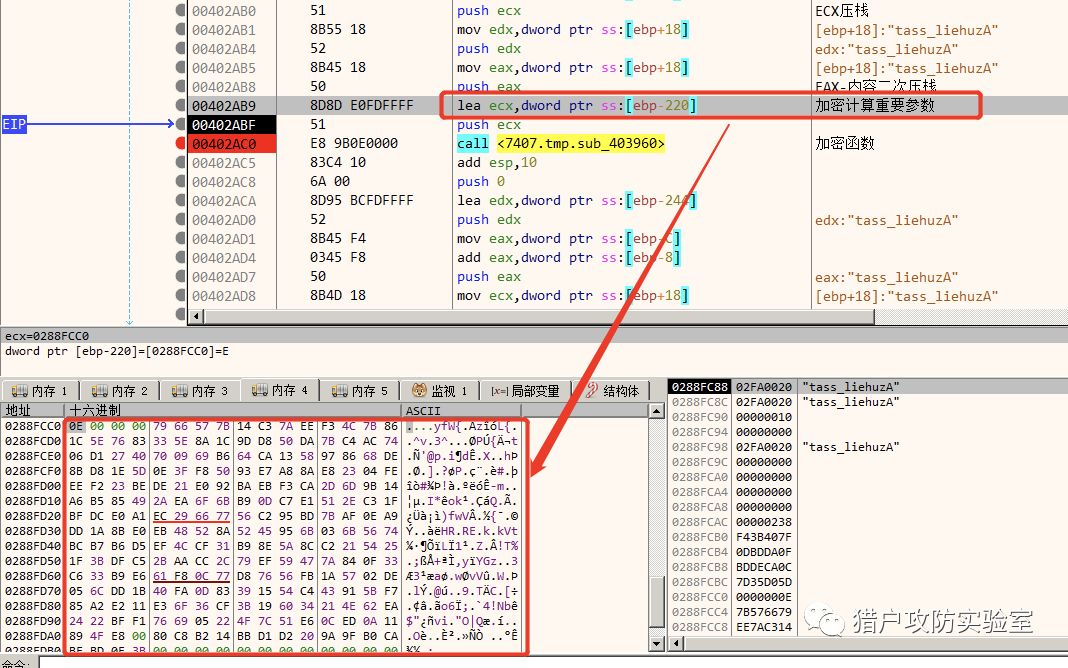 00402AB0 51 push ecx ECX压栈
00402AB1 8B55 18 mov edx,dword ptr ss:[ebp+18] [ebp+18]:"tass_liehuzA"
00402AB4 52 push edx edx:"tass_liehuzA"
00402AB5 8B45 18 mov eax,dword ptr ss:[ebp+18] [ebp+18]:"tass_liehuzA"
00402AB8 50 push eax EAX-内容二次压栈
00402AB9 8D8D E0FDFFFF lea ecx,dword ptr ss:[ebp-220] 加密计算重要参数
EIP 00402ABF 51 push ecx
00402AC0 E8 9B0E0000 call <7407.tmp.sub_403960> 加密函数
00402AC5 83C4 10 add esp,10
00402AC8 6A 00 push 0
00402ACA 8D95 BCFDFFFF lea edx,dword ptr ss:[ebp-244]
00402AD0 52 push edx edx:"tass_liehuzA"
00402AD1 8B45 F4 mov eax,dword ptr ss:[ebp-C]
00402AD4 0345 F8 add eax,dword ptr ss:[ebp-8]
00402AD7 50 push eax eax:"tass_liehuzA"
00402AD8 8B4D 18 mov ecx,dword ptr ss:[ebp+18] [ebp+18]:"tass_liehuzA"
ecx=0288FCC0
dword ptr [ebp-220]=[0288FCC0]=E
内存 1 内存 2 内存 3 内存 4 内存 5 监视 1 [x=]局部变量 结构体
地址 十六进制 ASCII
0288FCC0 0E 00 00 00 79 66 57 7B 14 C3 7A EE F3 4C 7B 86 ....yfW{.ÃzîóL{.
0288FCD0 1C 5E 76 83 33 5E 8A 1C 9D D8 50 DA 7B C4 AC 74 .^v.3^...ØPÚ{Ä¬t
0288FCE0 06 D1 27 40 70 09 69 B6 64 CA 13 58 97 86 68 DE .Ñ'@p.i¶dÊ.X..hÞ
0288FCF0 8B D8 1E 5D 0E 3F F8 50 93 E7 A8 8A E8 23 04 FE .Ø.].?øP.ç¨.è#.þ
0288FD00 EE F2 23 BE DE 21 E0 92 BA EB F3 CA 2D 6D 9B 14 îò#¾Þ!à.ºëóÊ-m..
0288FD10 A6 B5 85 49 2A EA 6F 6B B9 0D C7 E1 51 2E C3 1F ¦µ.I*êok¹.ÇáQ.Ã.
0288FD20 BF DC E0 A1 EC 29 66 77 56 C2 95 BD 7B AF 0E A9 ¿Üà¡ì)fwVÂ.½{¯.©
0288FD30 DD 1A 8B E0 EB 48 52 8A 52 45 95 6B 03 6B 56 74 Ý..àëHR.RE.k.kVt
0288FD40 BC B7 B6 D5 EF 4C CF 31 B9 8E 5A 8C C2 21 54 25 ¼·¶ÕïLÏ1¹.Z.Â!T%
0288FD50 1F 3B DF C5 2B AA CC 2C 79 EF 59 47 7A 84 0F 33 .;ßÅ+ªÌ,yïYGz..3
0288FD60 C6 33 B9 E6 61 F8 0C 77 D8 76 56 FB 1A 57 02 DE Æ3¹æaø.wØvVû.W.Þ
0288FD70 05 6C DD 1B 40 FA 0D 83 39 15 54 C4 43 91 5B F7 .lÝ.@ú..9.TÄC.[÷
0288FD80 85 A2 E2 11 E3 6F 36 CF 3B 19 60 34 21 4E 62 EA .¢â.ão6Ï;.`4!Nbê
0288FD90 24 22 BF F1 76 69 05 22 4F 7C 51 E6 0C ED 0A 11 $"¿ñvi."O|Qæ.í..
0288FDA0 89 4F E8 00 80 C8 B2 14 BB D1 D2 20 9A 9F B0 CA .Oè..È².»ÑÒ ..°Ê
0288FC88 02FA0020 "tass_liehuzA"
0288FC8C 02FA0020 "tass_liehuzA"
0288FC90 00000010
0288FC94 00000000
0288FC98 02FA0020 "tass_liehuzA"
0288FC9C 00000000
0288FCA0 00000000
0288FCA4 00000000
0288FCA8 00000000
0288FCAC 00000238
0288FCB0 F43B407F
0288FCB4 0DBDDA0F
0288FCB8 BDDECA0C
0288FCBC 7D35D05D
0288FCC0 0000000E
0288FCC4 7B576679
0288FCC8 EE7AC314
猎户攻防实验室
命令: